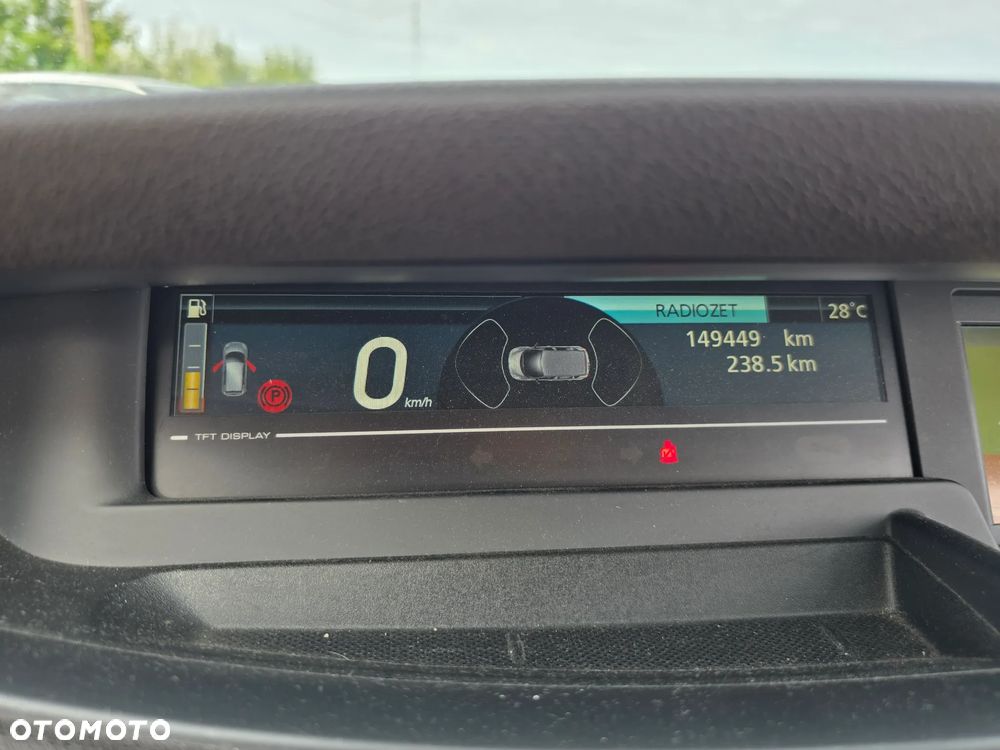 RADIOZET
28°C
149449 km
238.5 km
0 km/h
P
TFT DISPLAY
OTOMOTO